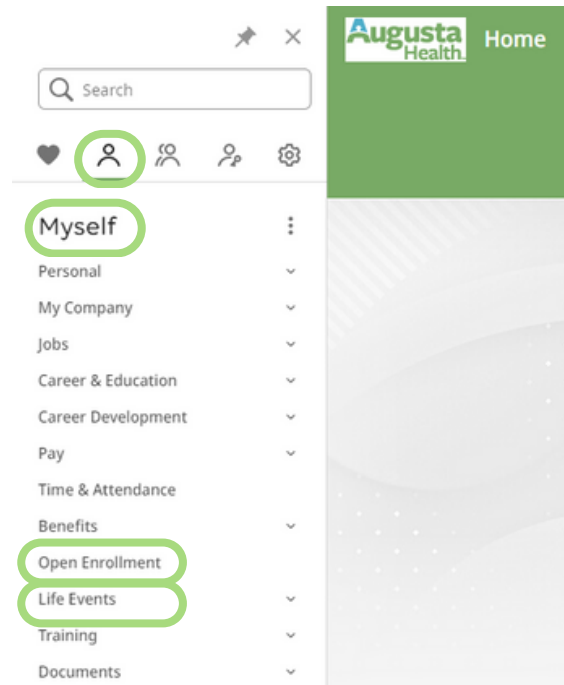 Augusta Health. Home
Search
Myself
Personal
My Company
Jobs
Career & Education
Career Development
Pay
Time & Attendance
Benefits
Open Enrollment
Life Events
Training
Documents